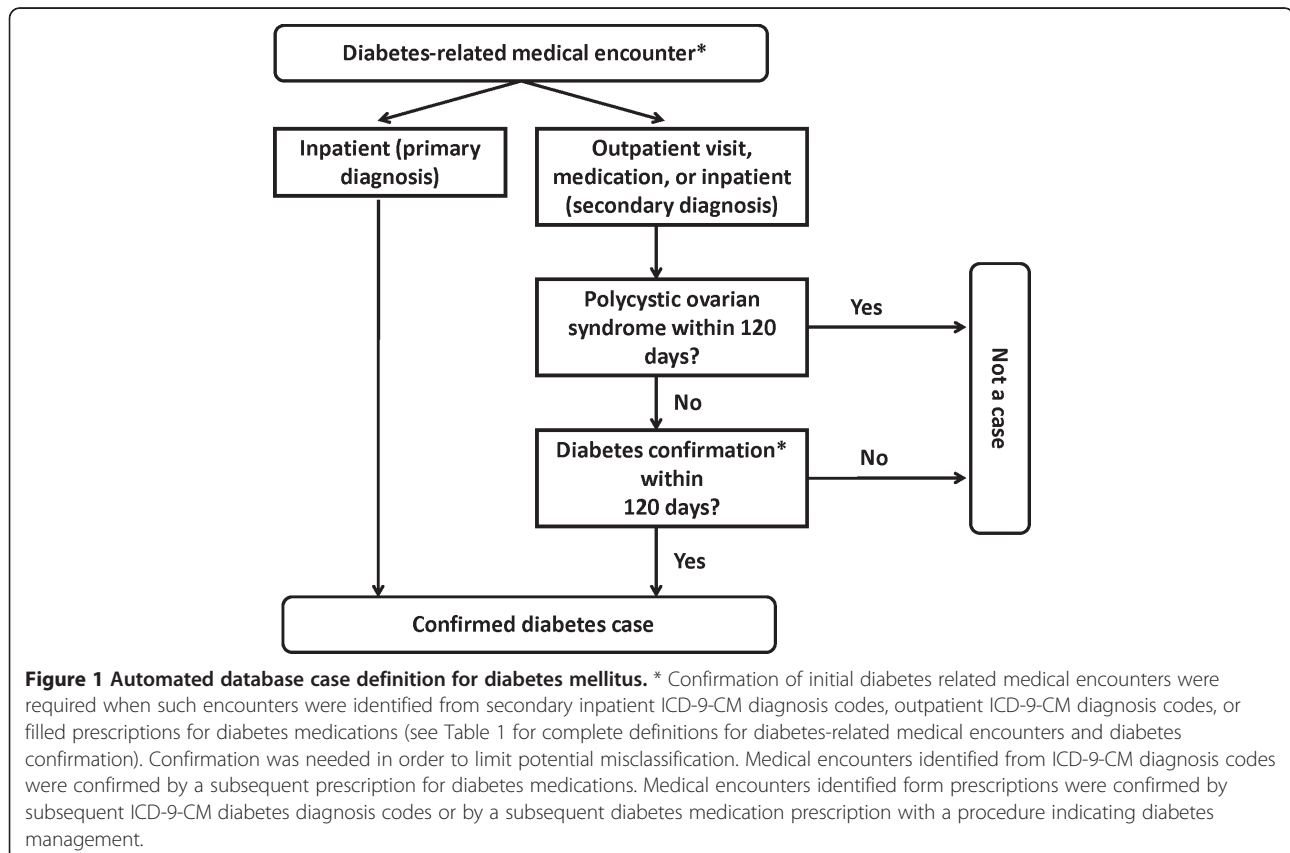 Diabetes-related medical encounter*
Inpatient (primary
diagnosis)
Outpatient visit,
medication, or inpatient
(secondary diagnosis)
Polycystic ovarian
syndrome within 120
days?
Yes
No
Diabetes confirmation*
within
120 days?
No
Not a case
Yes
Confirmed diabetes case
Figure 1 Automated database case definition for diabetes mellitus. * Confirmation of initial diabetes related medical encounters were
required when such encounters were identified from secondary inpatient ICD-9-CM diagnosis codes, outpatient ICD-9-CM diagnosis codes, or
filled prescriptions for diabetes medications (see Table 1 for complete definitions for diabetes-related medical encounters and diabetes
confirmation). Confirmation was needed in order to limit potential misclassification. Medical encounters identified from ICD-9-CM diagnosis codes
were confirmed by a subsequent prescription for diabetes medications. Medical encounters identified form prescriptions were confirmed by
subsequent ICD-9-CM diabetes diagnosis codes or by a subsequent diabetes medication prescription with a procedure indicating diabetes
management.